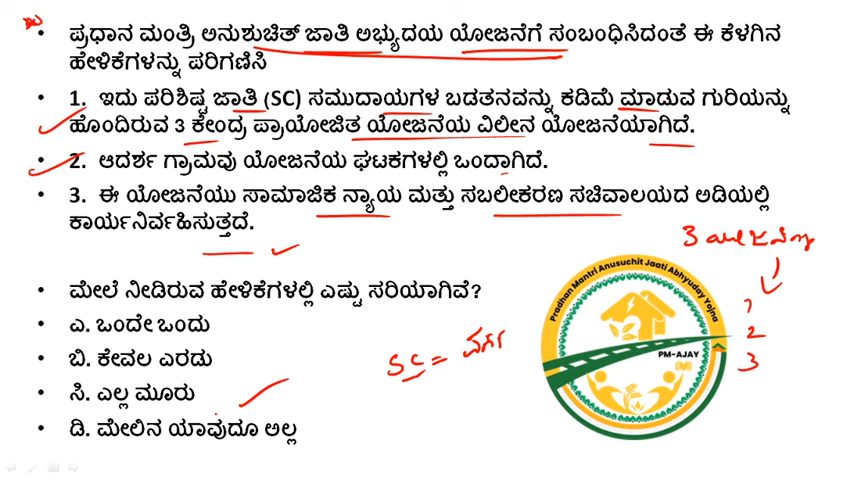 • ಪ್ರಧಾನ ಮಂತ್ರಿ ಅನುಶುಚಿತ್ ಜಾತಿ ಅಭ್ಯುದಯ ಯೋಜನೆಗೆ ಸಂಬಂಧಿಸಿದಂತೆ ಈ ಕೆಳಗಿನ
ಹೇಳಿಕೆಗಳನ್ನು ಪರಿಗಣಿಸಿ
• 1. ಇದು ಪರಿಶಿಷ್ಟ ಜಾತಿ (SC) ಸಮುದಾಯಗಳ ಬಡತನವನ್ನು ಕಡಿಮೆ ಮಾಡುವ ಗುರಿಯನ್ನು
ಹೊಂದಿರುವ 3 ಕೇಂದ್ರ ಪ್ರಾಯೋಜಿತ ಯೋಜನೆಯ ವಿಲೀನ ಯೋಜನೆಯಾಗಿದೆ.
• 2. ಆದರ್ಶ ಗ್ರಾಮವು ಯೋಜನೆಯ ಘಟಕಗಳಲ್ಲಿ ಒಂದಾಗಿದೆ.
• 3. ಈ ಯೋಜನೆಯು ಸಾಮಾಜಿಕ ನ್ಯಾಯ ಮತ್ತು ಸಬಲೀಕರಣ ಸಚಿವಾಲಯದ ಅಡಿಯಲ್ಲಿ
ಕಾರ್ಯನಿರ್ವಹಿಸುತ್ತದೆ.
• ಮೇಲೆ ನೀಡಿರುವ ಹೇಳಿಕೆಗಳಲ್ಲಿ ಎಷ್ಟು ಸರಿಯಾಗಿವೆ?
• ಎ. ಒಂದೇ ಒಂದು
• ಬಿ. ಕೇವಲ ಎರಡು
• ಸಿ. ಎಲ್ಲ ಮೂರು
• ಡಿ. ಮೇಲಿನ ಯಾವುದೂ ಅಲ್ಲ
3
1
2
3
SC =
Pradhan Mantri Anusuchit Jaati Abhyuday Yojna
PM-AJAY